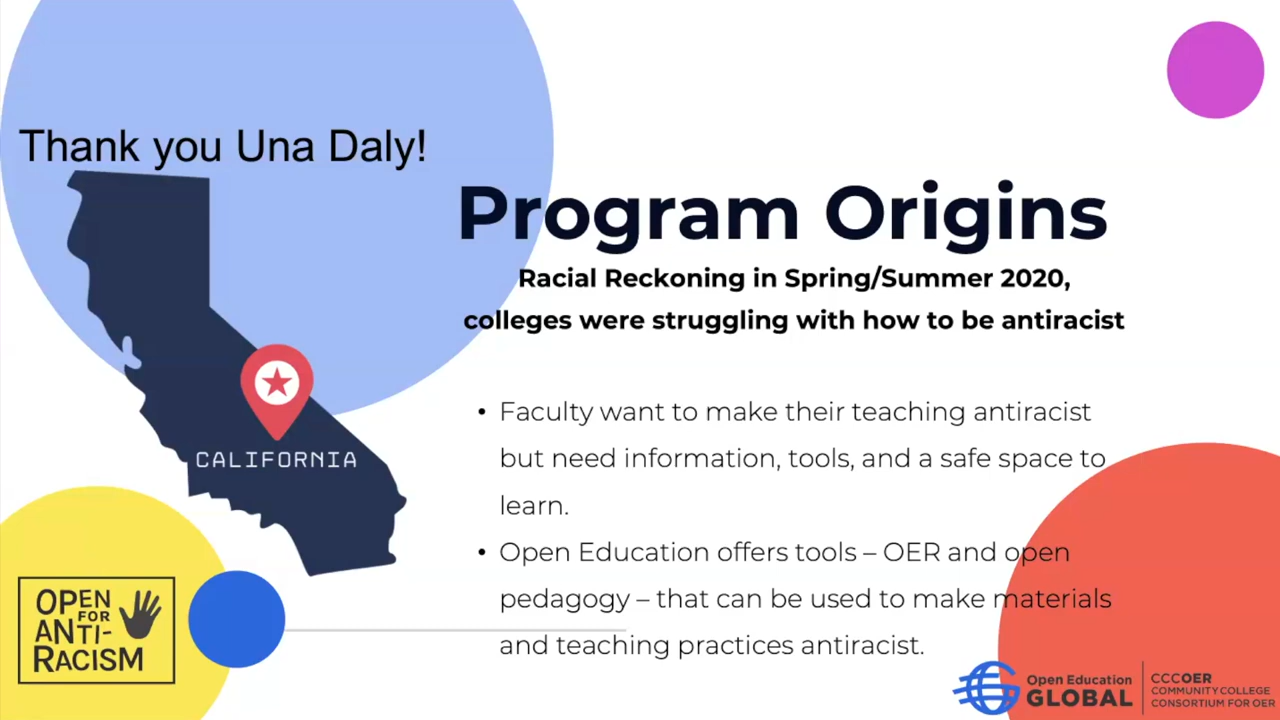 Thank you Una Daly!
Program Origins
Racial Reckoning in Spring/Summer 2020,
colleges were struggling with how to be antiracist
CALIFORNIA
• Faculty want to make their teaching antiracist
but need information, tools, and a safe space to
learn.
• Open Education offers tools – OER and open
pedagogy – that can be used to make materials
and teaching practices antiracist.
OPEN
FOR
ANTI-
RACISM
Open Education
GLOBAL
CCCOER
COMMUNITY COLLEGE
CONSORTIUM FOR OER